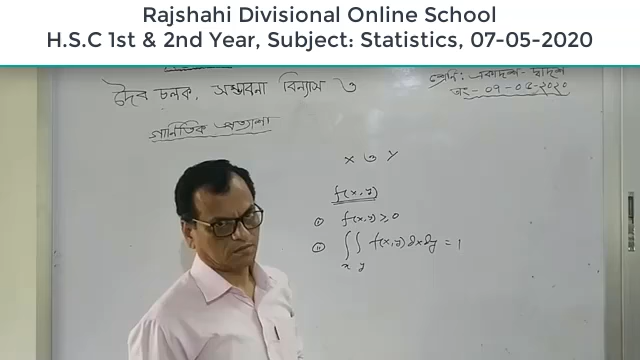 Rajshahi Divisional Online School
H.S.C 1st & 2nd Year, Subject: Statistics, 07-05-2020
শ্রেণি: একাদশ-দ্বাদশ
তাং - ০৭ - ০৫ - ২০২০
দৈব চলক, সম্ভাবনা বিন্যাস ও
গাণিতিক প্রত্যাশা
X ও Y
f(x,y)
(i) f(x,y) ≥ 0
(ii) ∫∫ f(x,y) dx dy = 1
x y